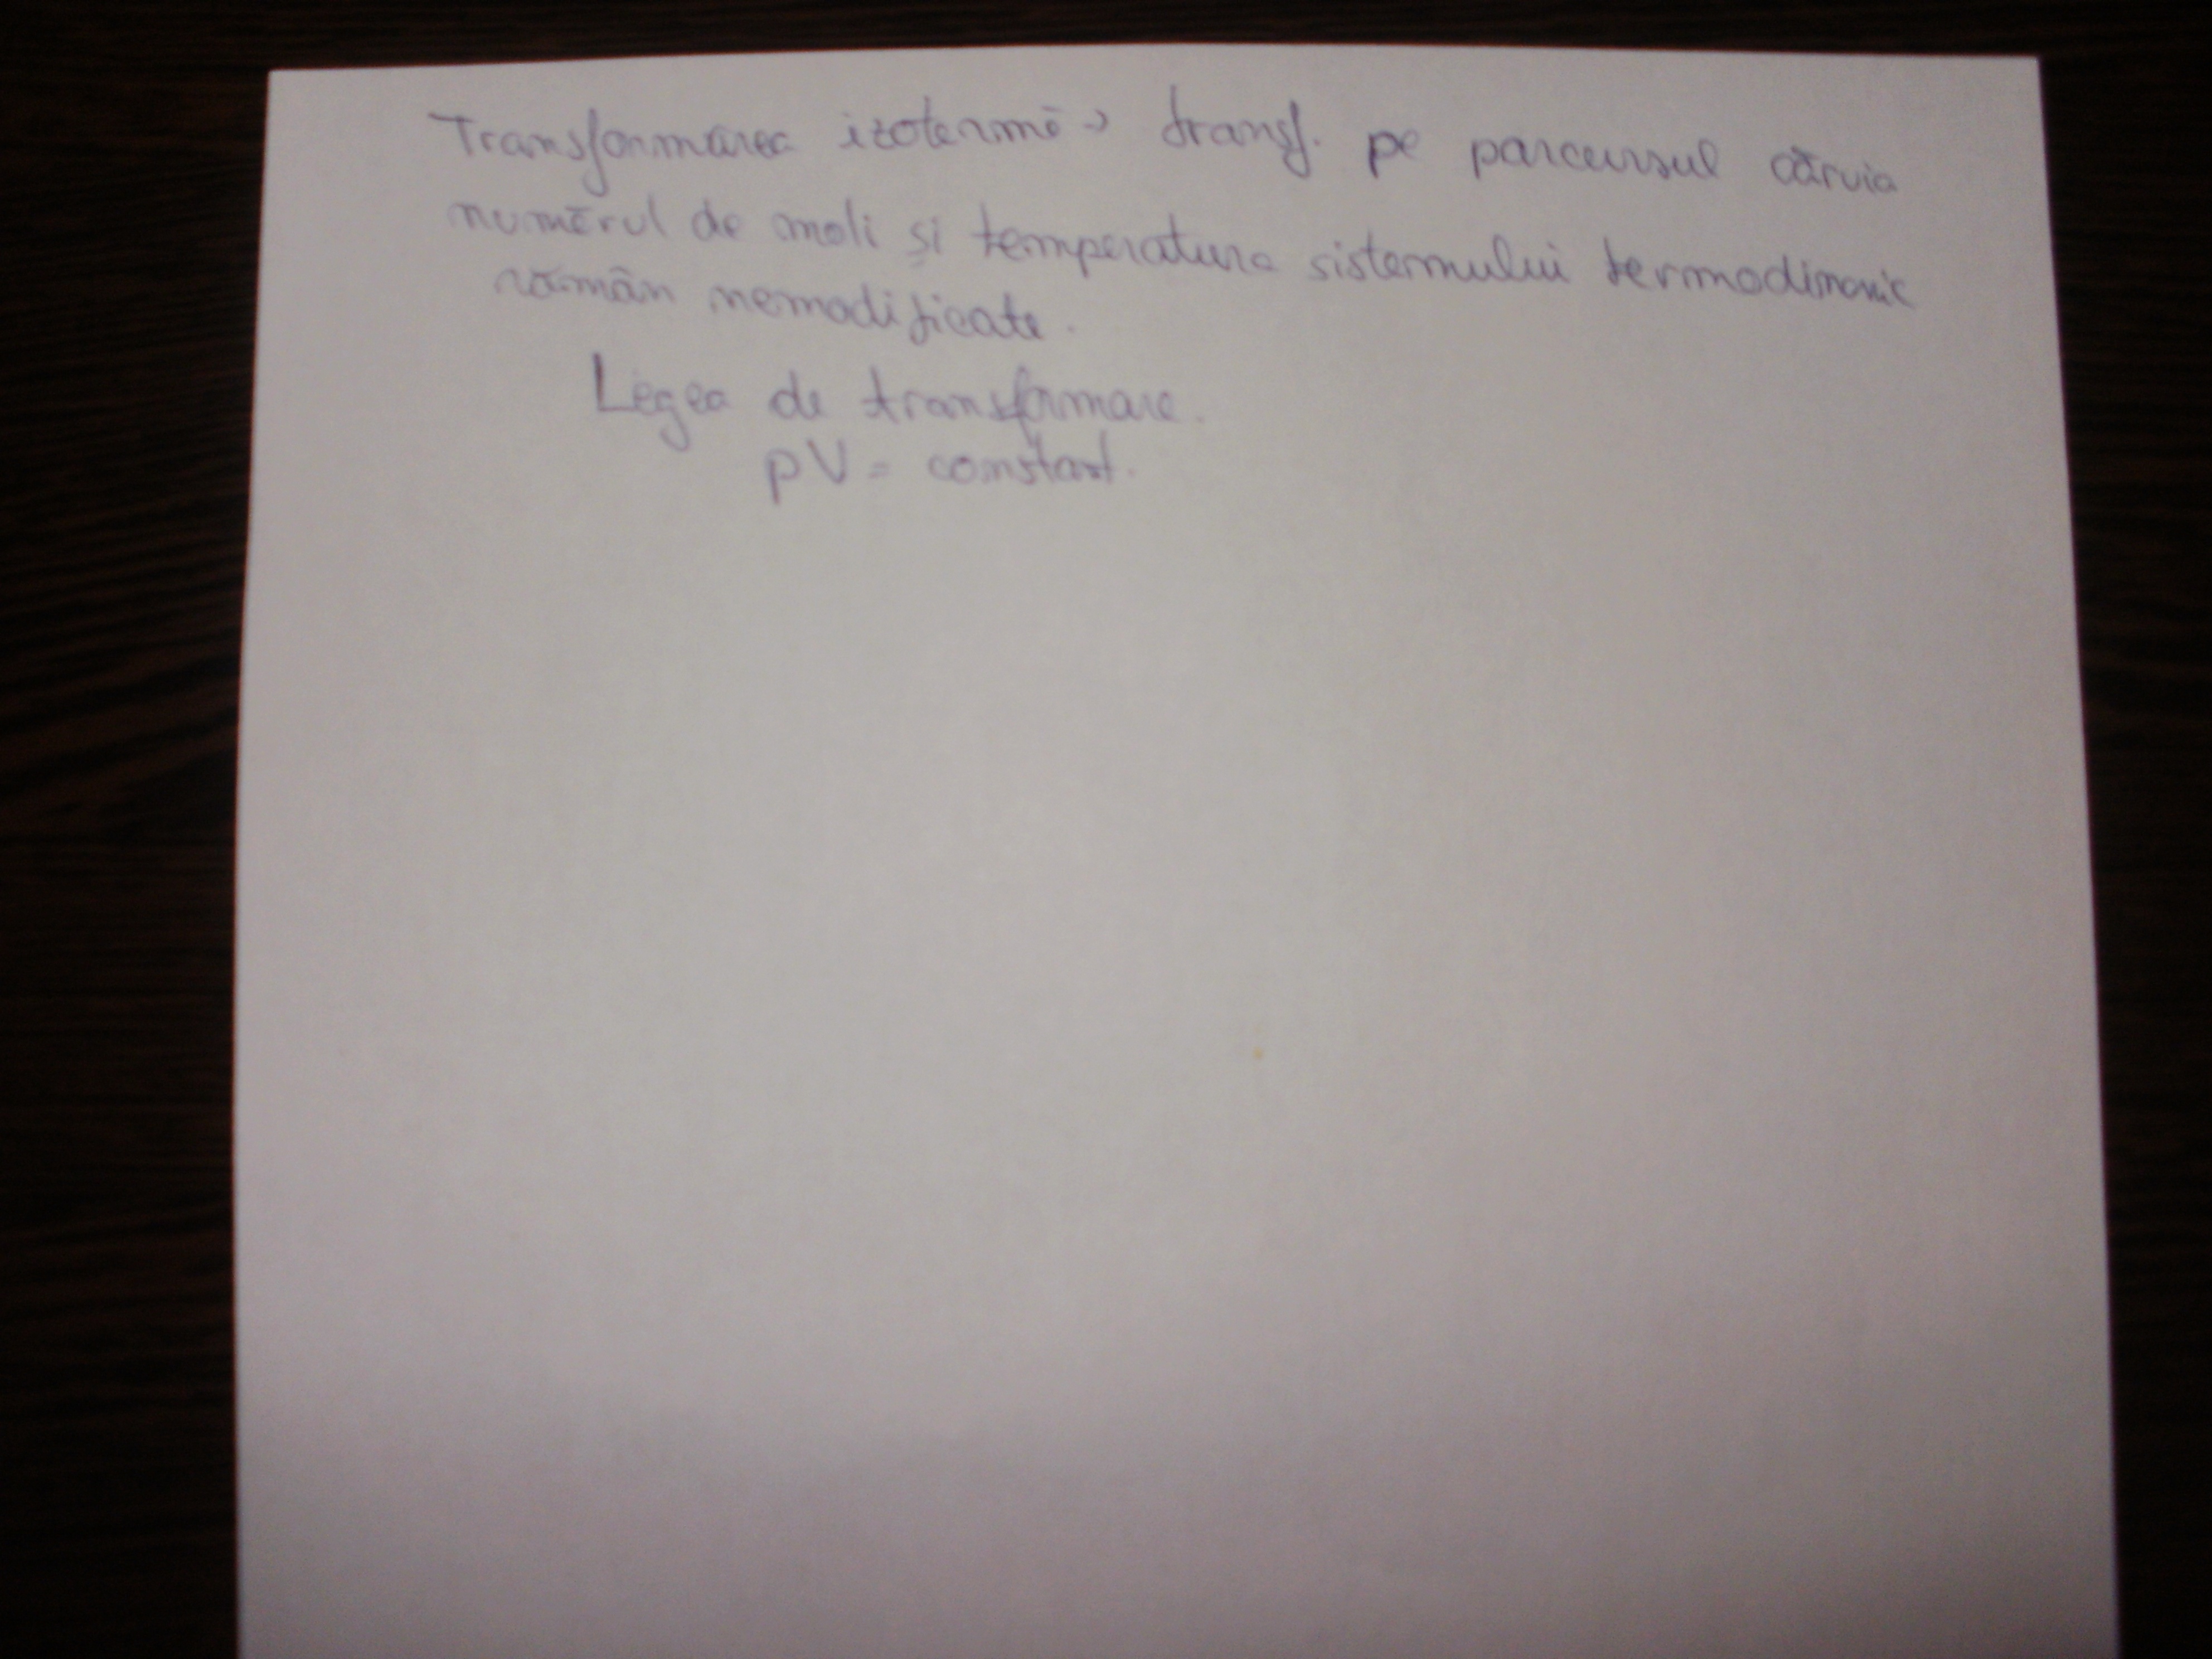 Transformarea izotermă → transf. pe parcursul căruia
numărul de moli și temperatura sistemului termodinamic
rămân nemodificate.
Legea de transformare.
pV = constant.